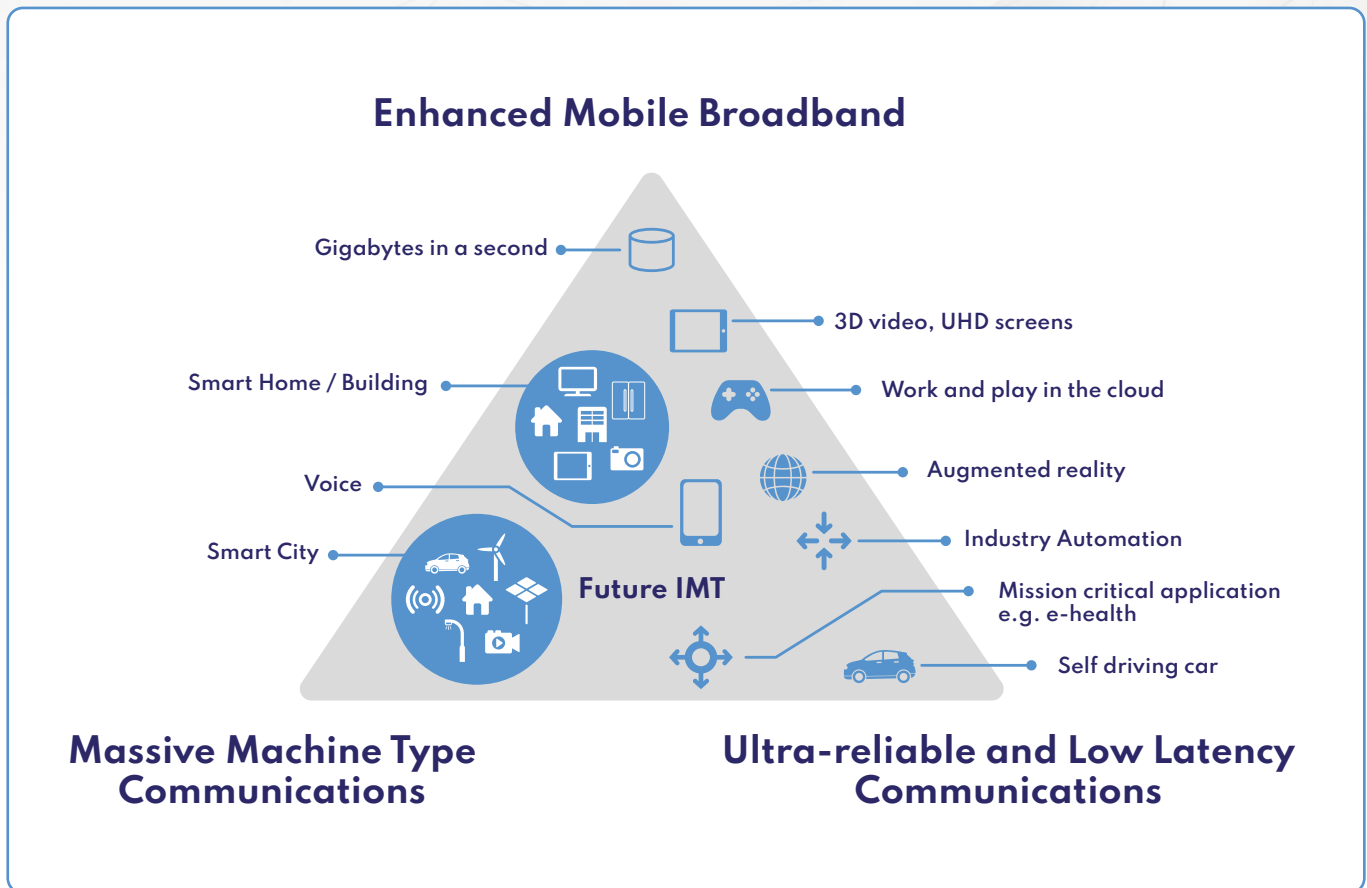 Enhanced Mobile Broadband
Gigabytes in a second
3D video, UHD screens
Smart Home / Building
Work and play in the cloud
Augmented reality
Voice
Industry Automation
Smart City
Future IMT
Mission critical application
e.g. e-health
Self driving car
Massive Machine Type
Communications
Ultra-reliable and Low Latency
Communications